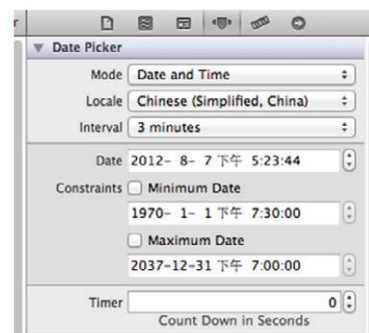 r
Date Picker
Mode Date and Time
Locale Chinese (Simplified, China)
Interval 3 minutes
Date 2012- 8- 7 下午 5:23:44
Constraints Minimum Date
1970- 1- 1 下午 7:30:00
Maximum Date
2037-12-31 下午 7:00:00
Timer 0
Count Down in Seconds